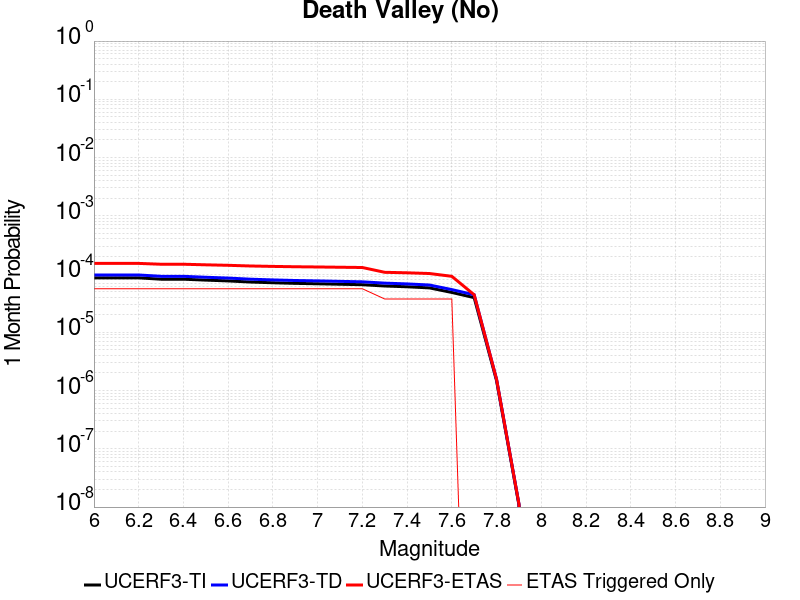 Death Valley (No)
1 Month Probability
10^0
10^-1
10^-2
10^-3
10^-4
10^-5
10^-6
10^-7
10^-8
6 6.2 6.4 6.6 6.8 7 7.2 7.4 7.6 7.8 8 8.2 8.4 8.6 8.8 9
Magnitude
UCERF3-TI UCERF3-TD UCERF3-ETAS ETAS Triggered Only